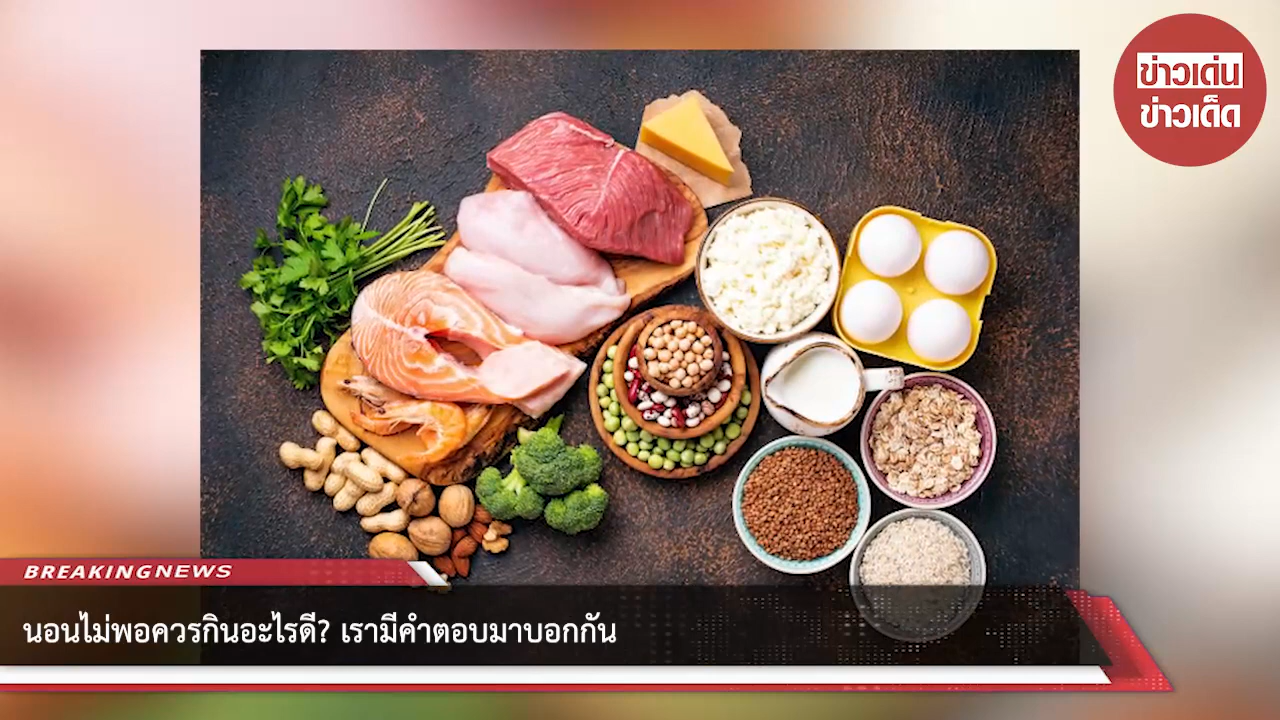 ข่าวเด่น
ข่าวเด็ด
BREAKINGNEWS
นอนไม่พอควรกินอะไรดี? เรามีคำตอบมาบอกกัน